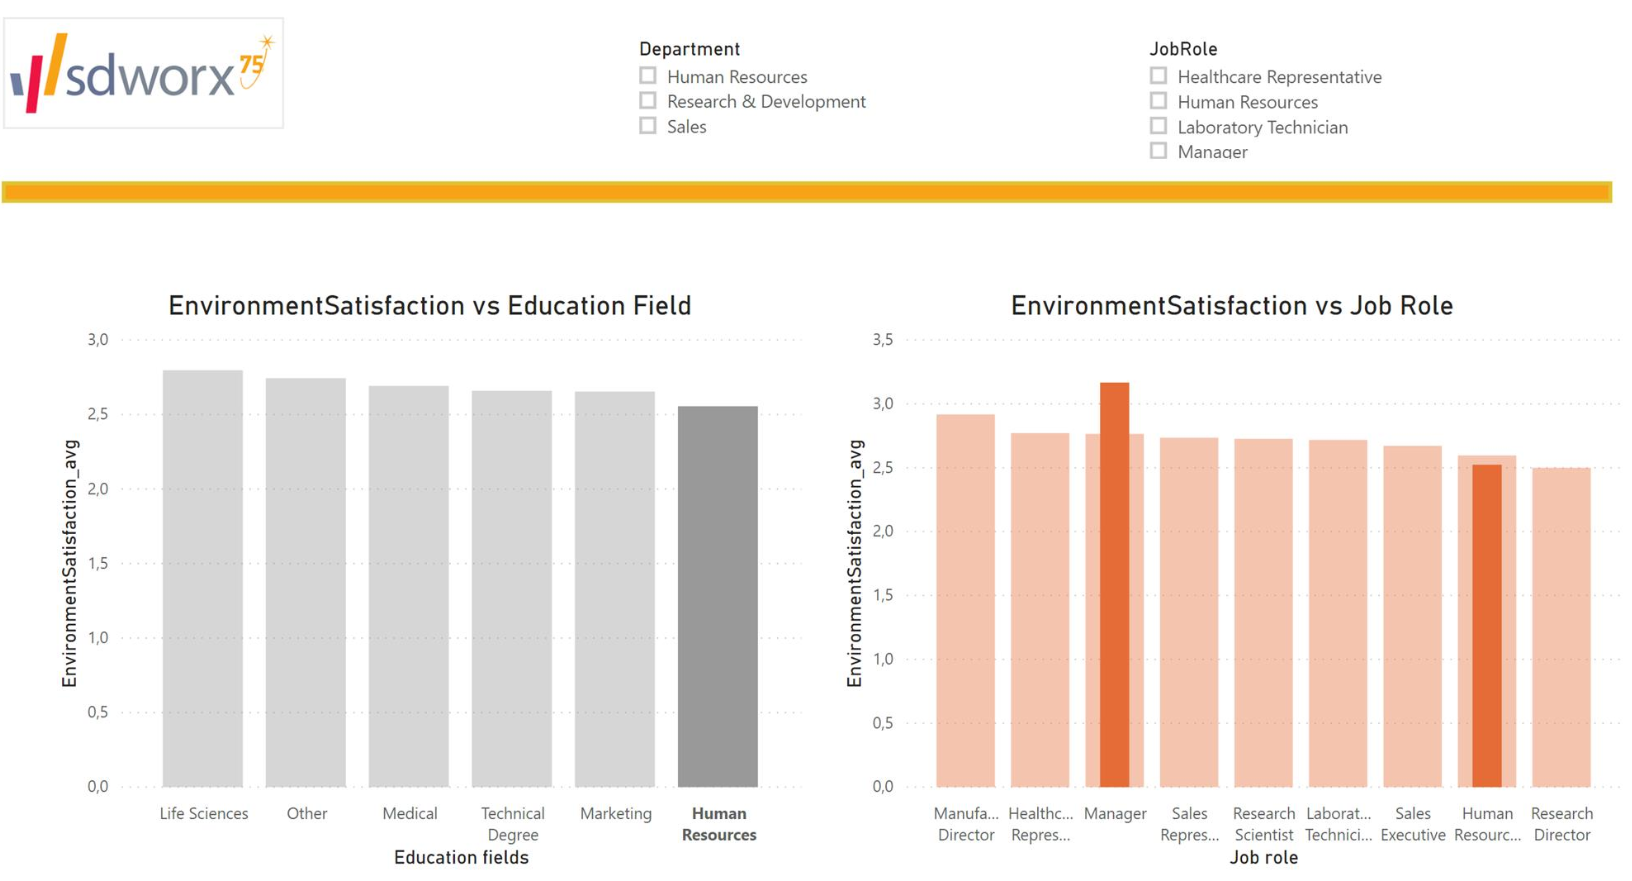 sdworx 75
Department
Human Resources
Research & Development
Sales
JobRole
Healthcare Representative
Human Resources
Laboratory Technician
Manager
EnvironmentSatisfaction vs Education Field
EnvironmentSatisfaction_avg
3,0
2,5
2,0
1,5
1,0
0,5
0,0
Life Sciences
Other
Medical
Technical
Degree
Marketing
Human
Resources
Education fields
EnvironmentSatisfaction vs Job Role
EnvironmentSatisfaction_avg
3,5
3,0
2,5
2,0
1,5
1,0
0,5
0,0
Manufa...
Director
Healthc...
Repres...
Manager
Sales
Repres...
Research
Scientist
Laborat...
Technici...
Sales
Executive
Human
Resourc...
Research
Director
Job role